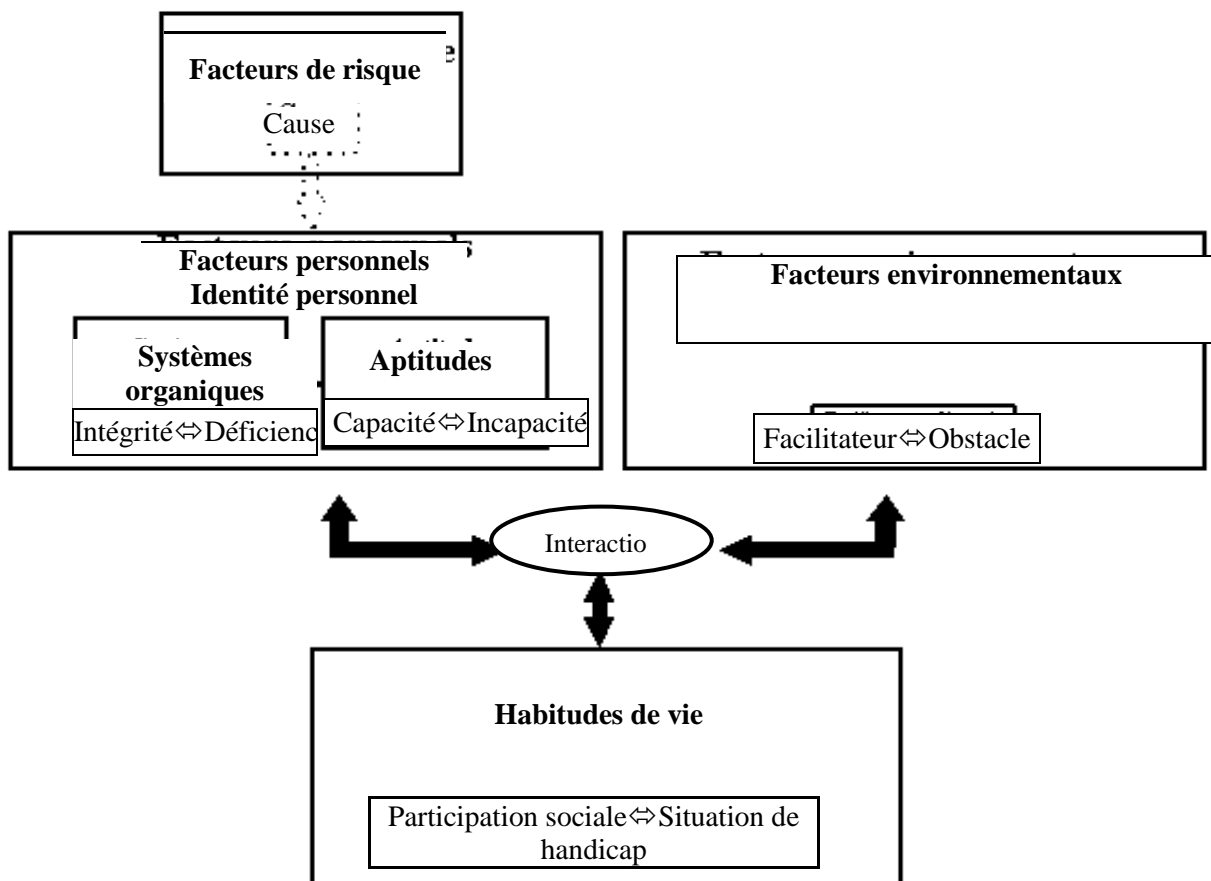 Facteurs de risque
Cause
Facteurs personnels
Identité personnel
Systèmes
organiques
Intégrité⇔Déficienc
Aptitudes
Capacité⇔Incapacité
Facteurs environnementaux
Facilitateur⇔Obstacle
Interactio
Habitudes de vie
Participation sociale⇔Situation de
handicap